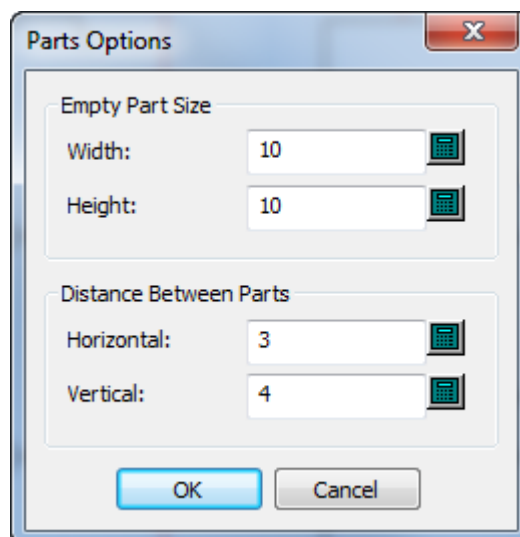 Parts Options
Empty Part Size
Width: 10
Height: 10
Distance Between Parts
Horizontal: 3
Vertical: 4
OK Cancel